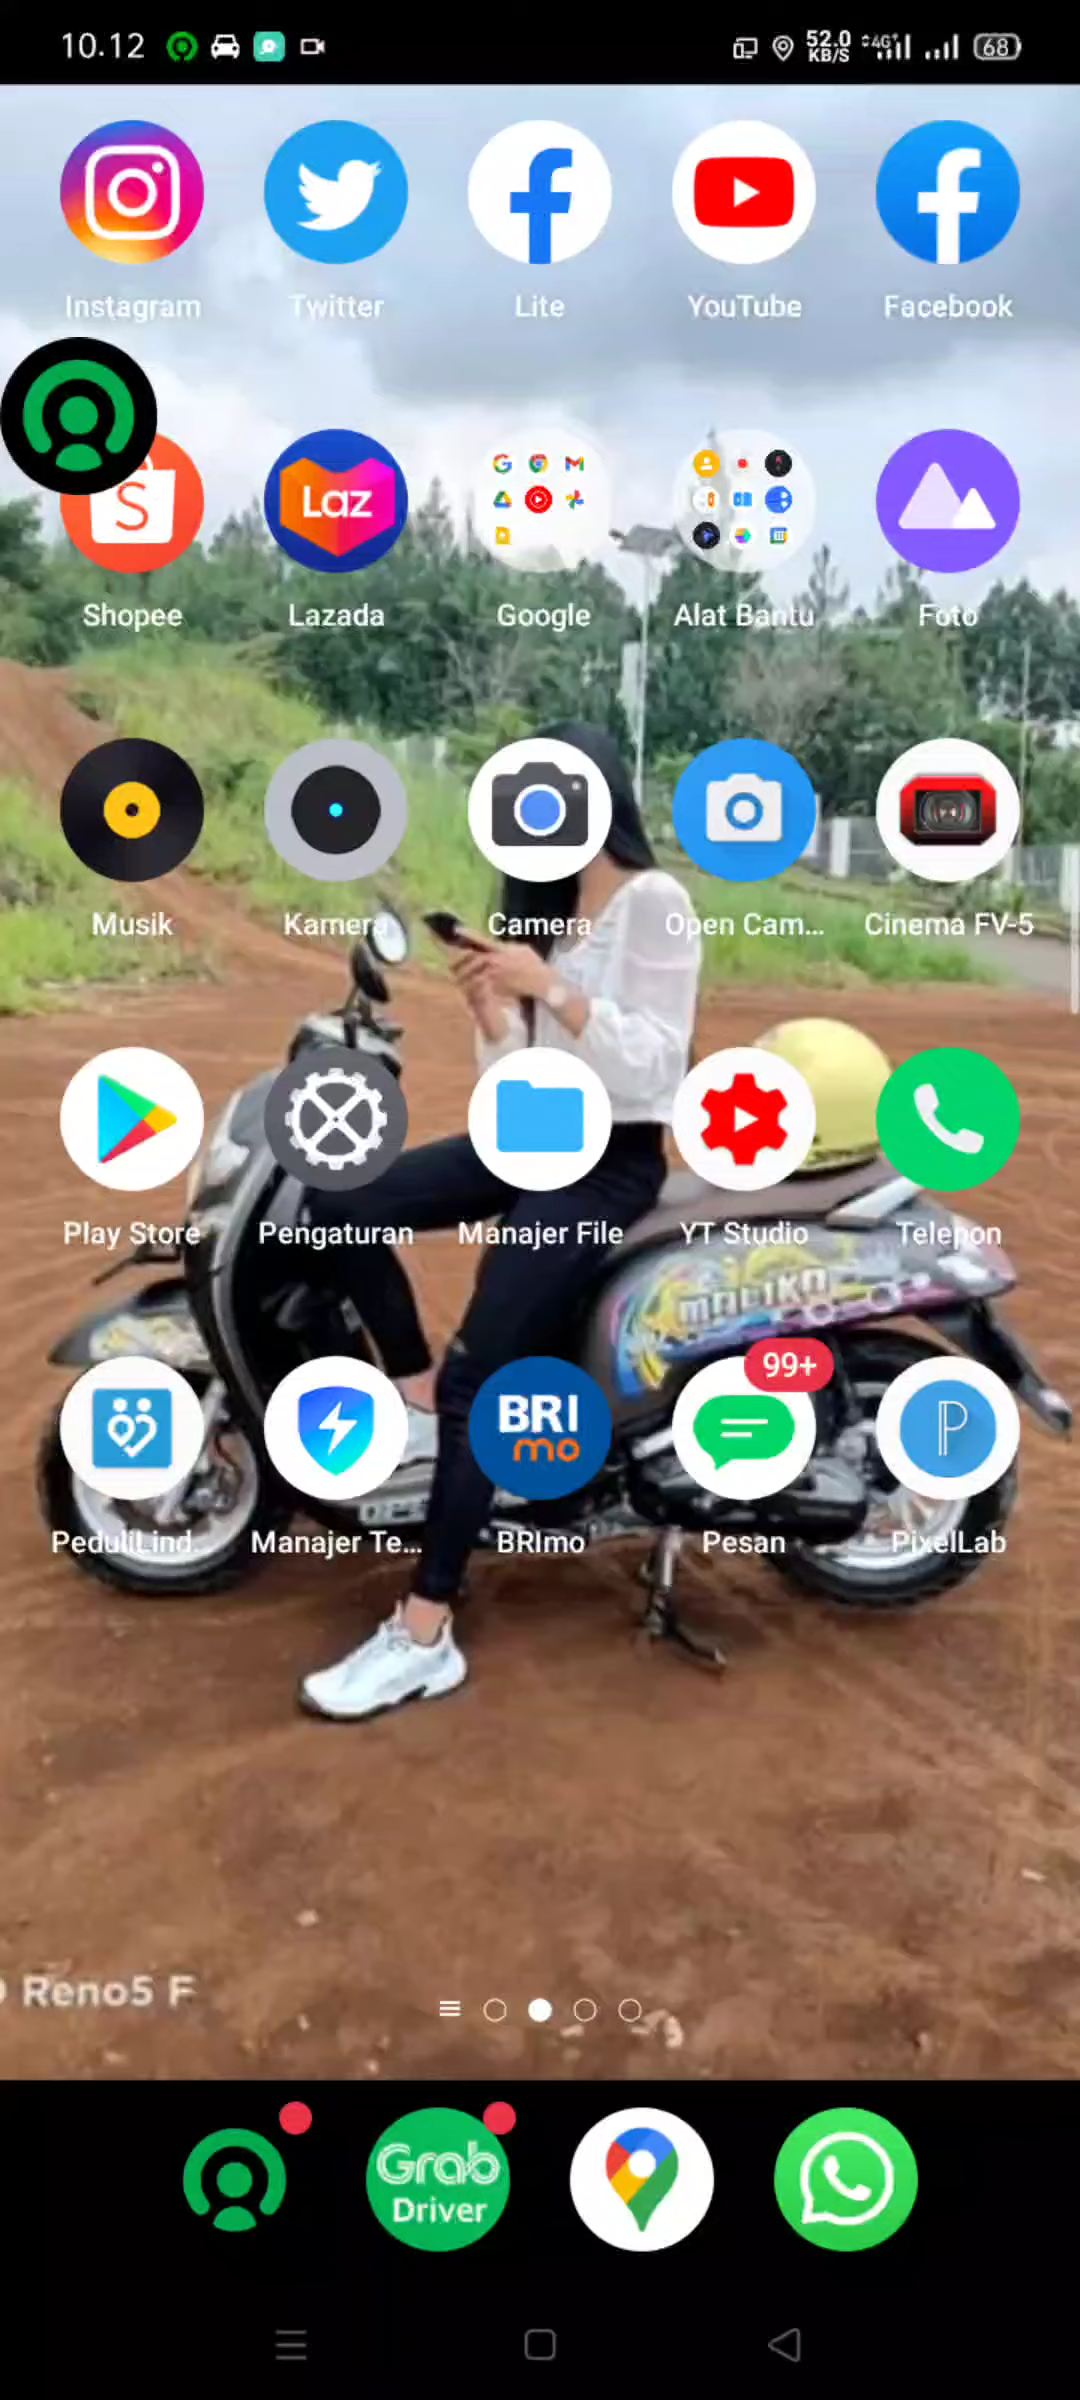 10.12 52.0 KB/S 4G+ 68
Instagram Twitter Lite YouTube Facebook
S Laz
Shopee Lazada Google Alat Bantu Foto
Musik Kamera Camera Open Cam... Cinema FV-5
Play Store Pengaturan Manajer File YT Studio Telepon
99+
BRI mo
PeduliLind... Manajer Te... BRImo Pesan PixelLab
Reno5 F
Grab
Driver